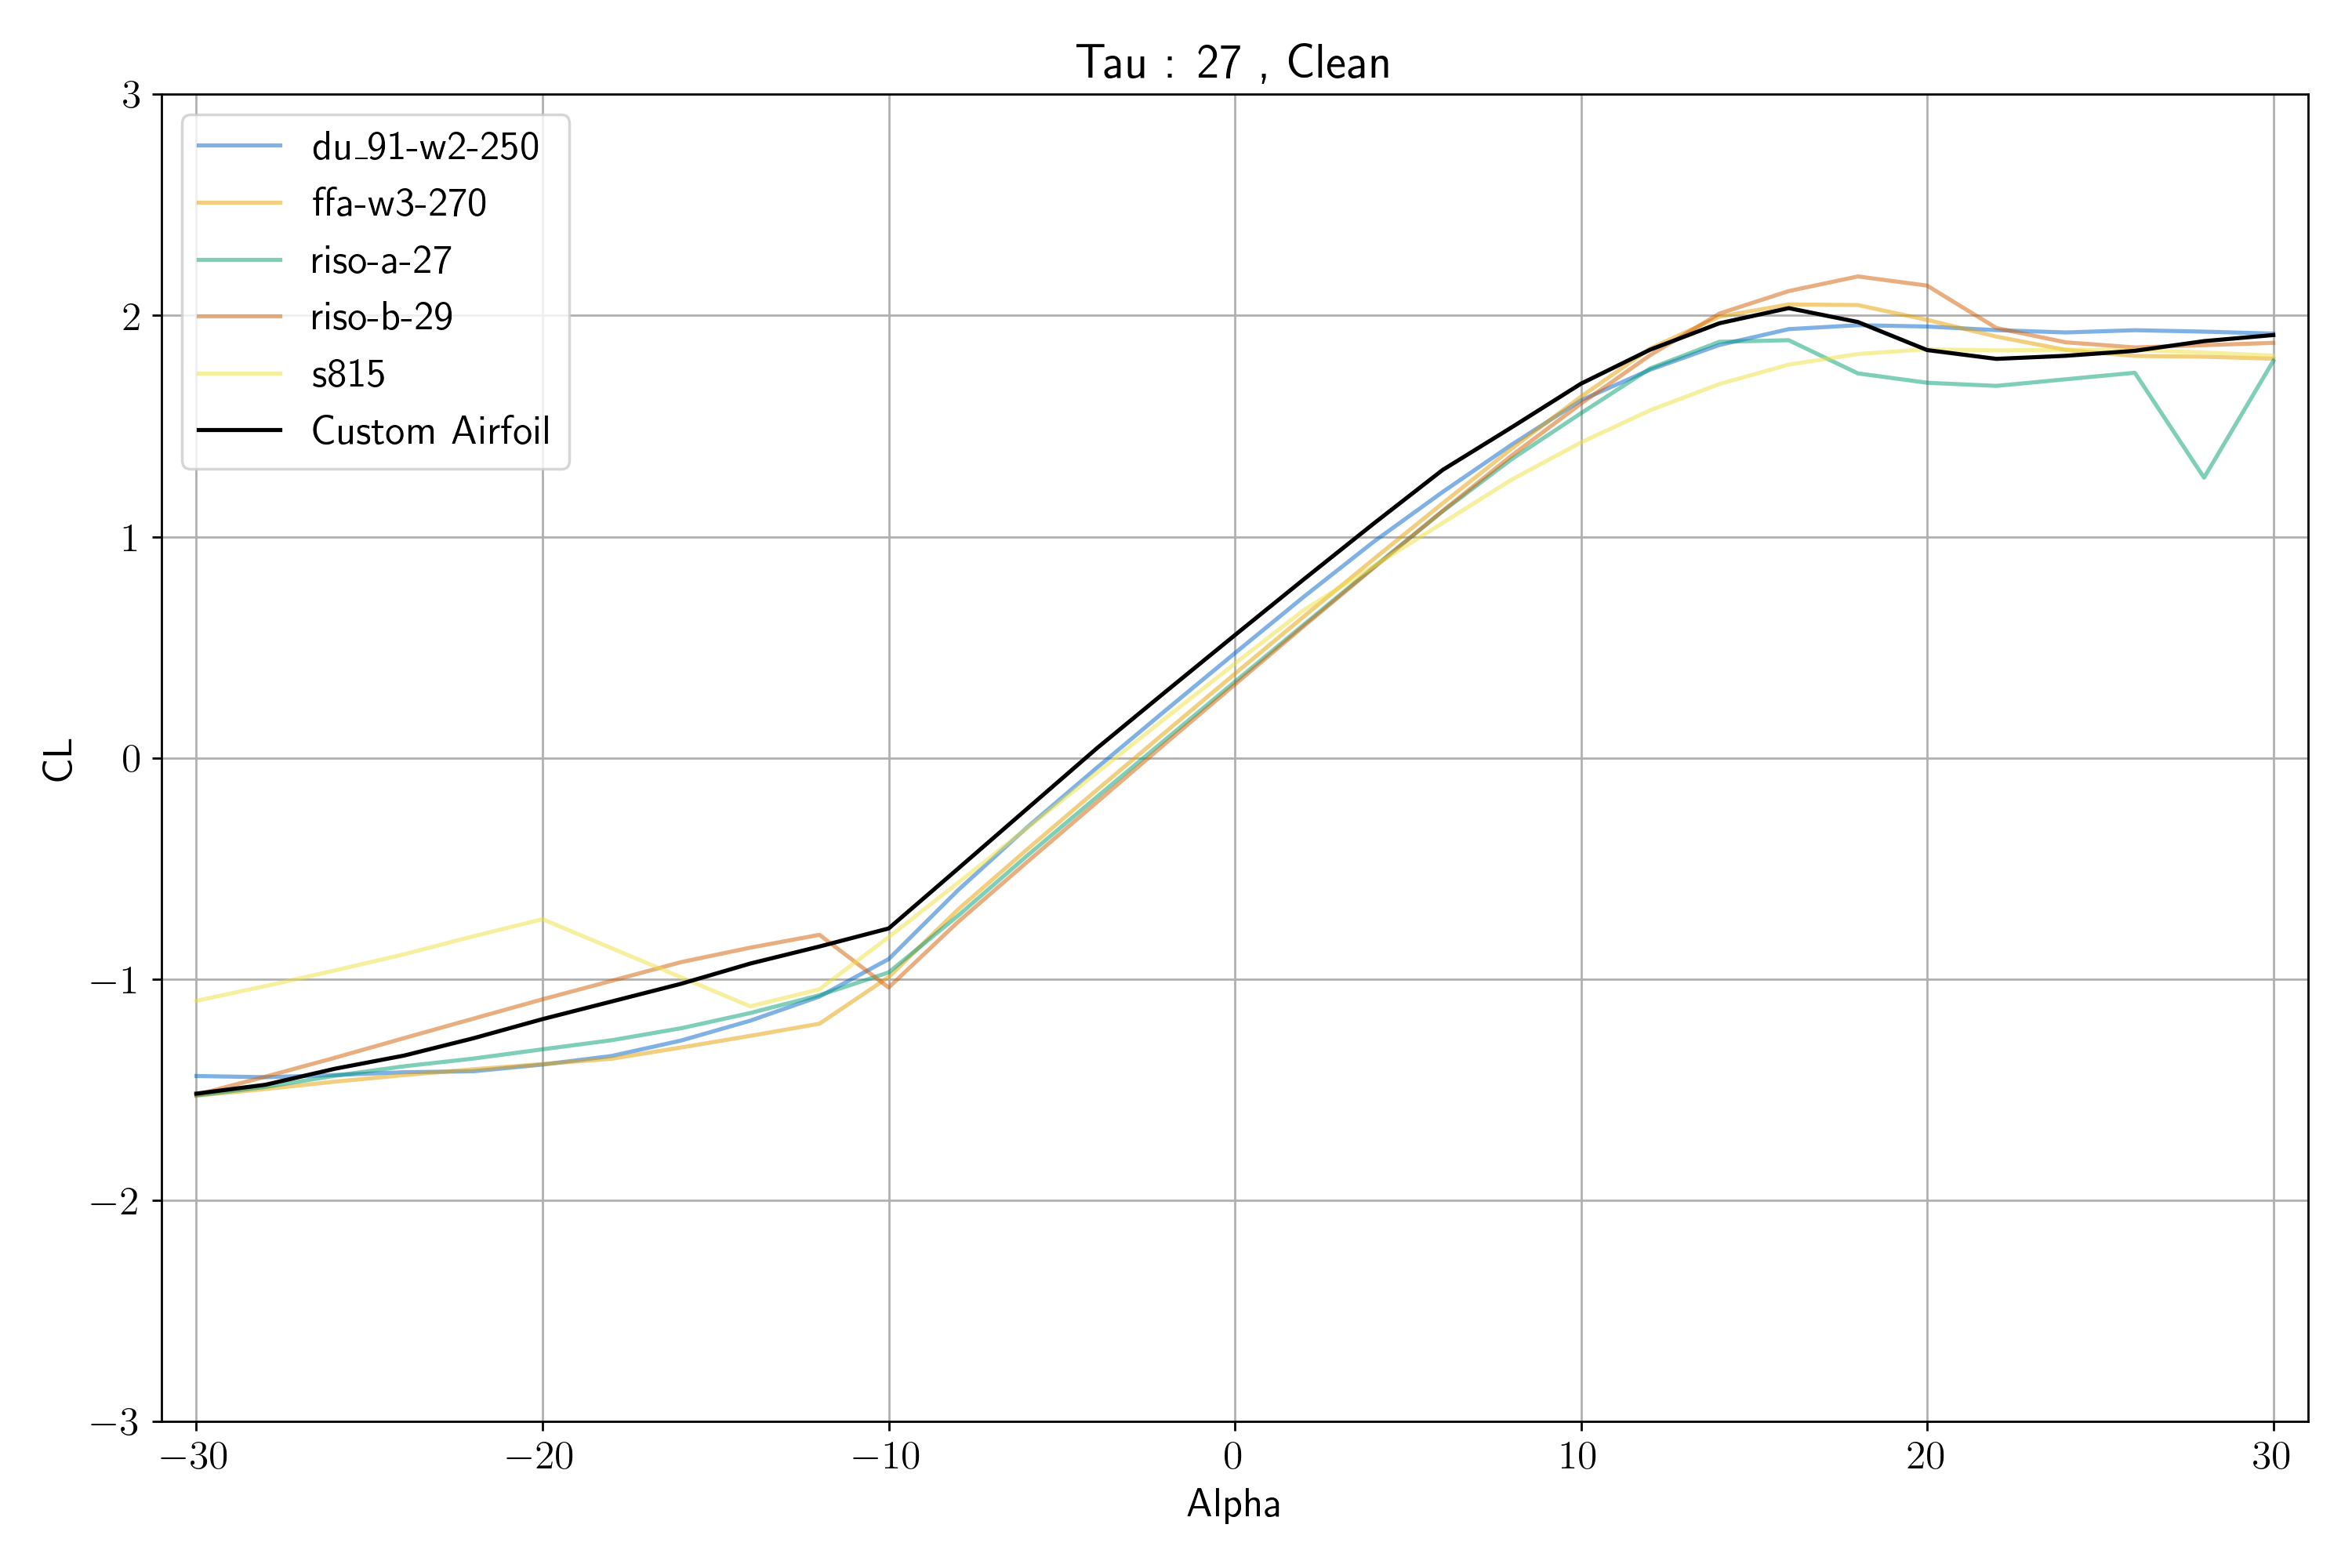 Tau : 27 , Clean
3
2
1
0
−1
−2
−3
CL
du_91-w2-250
ffa-w3-270
riso-a-27
riso-b-29
s815
Custom Airfoil
−30 −20 −10 0 10 20 30
Alpha